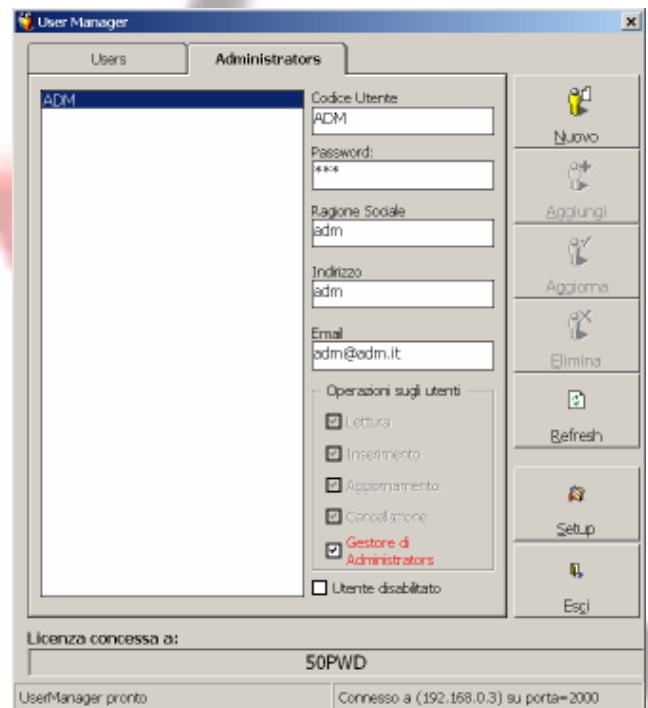 User Manager
Users
Administrators
ADM
Codice Utente
ADM
Password:
***
Ragione Sociale
adm
Indirizzo
adm
Email
adm@adm.it
Operazioni sugli utenti
Lettura
Inserimento
Aggiornamento
Cancellazione
Gestore di
Administrators
Utente disabilitato
Nuovo
Aggiungi
Aggiorna
Elimina
Refresh
Setup
Esci
Licenza concessa a:
50PWD
UserManager pronto
Connesso a (192.168.0.3) su porta=2000